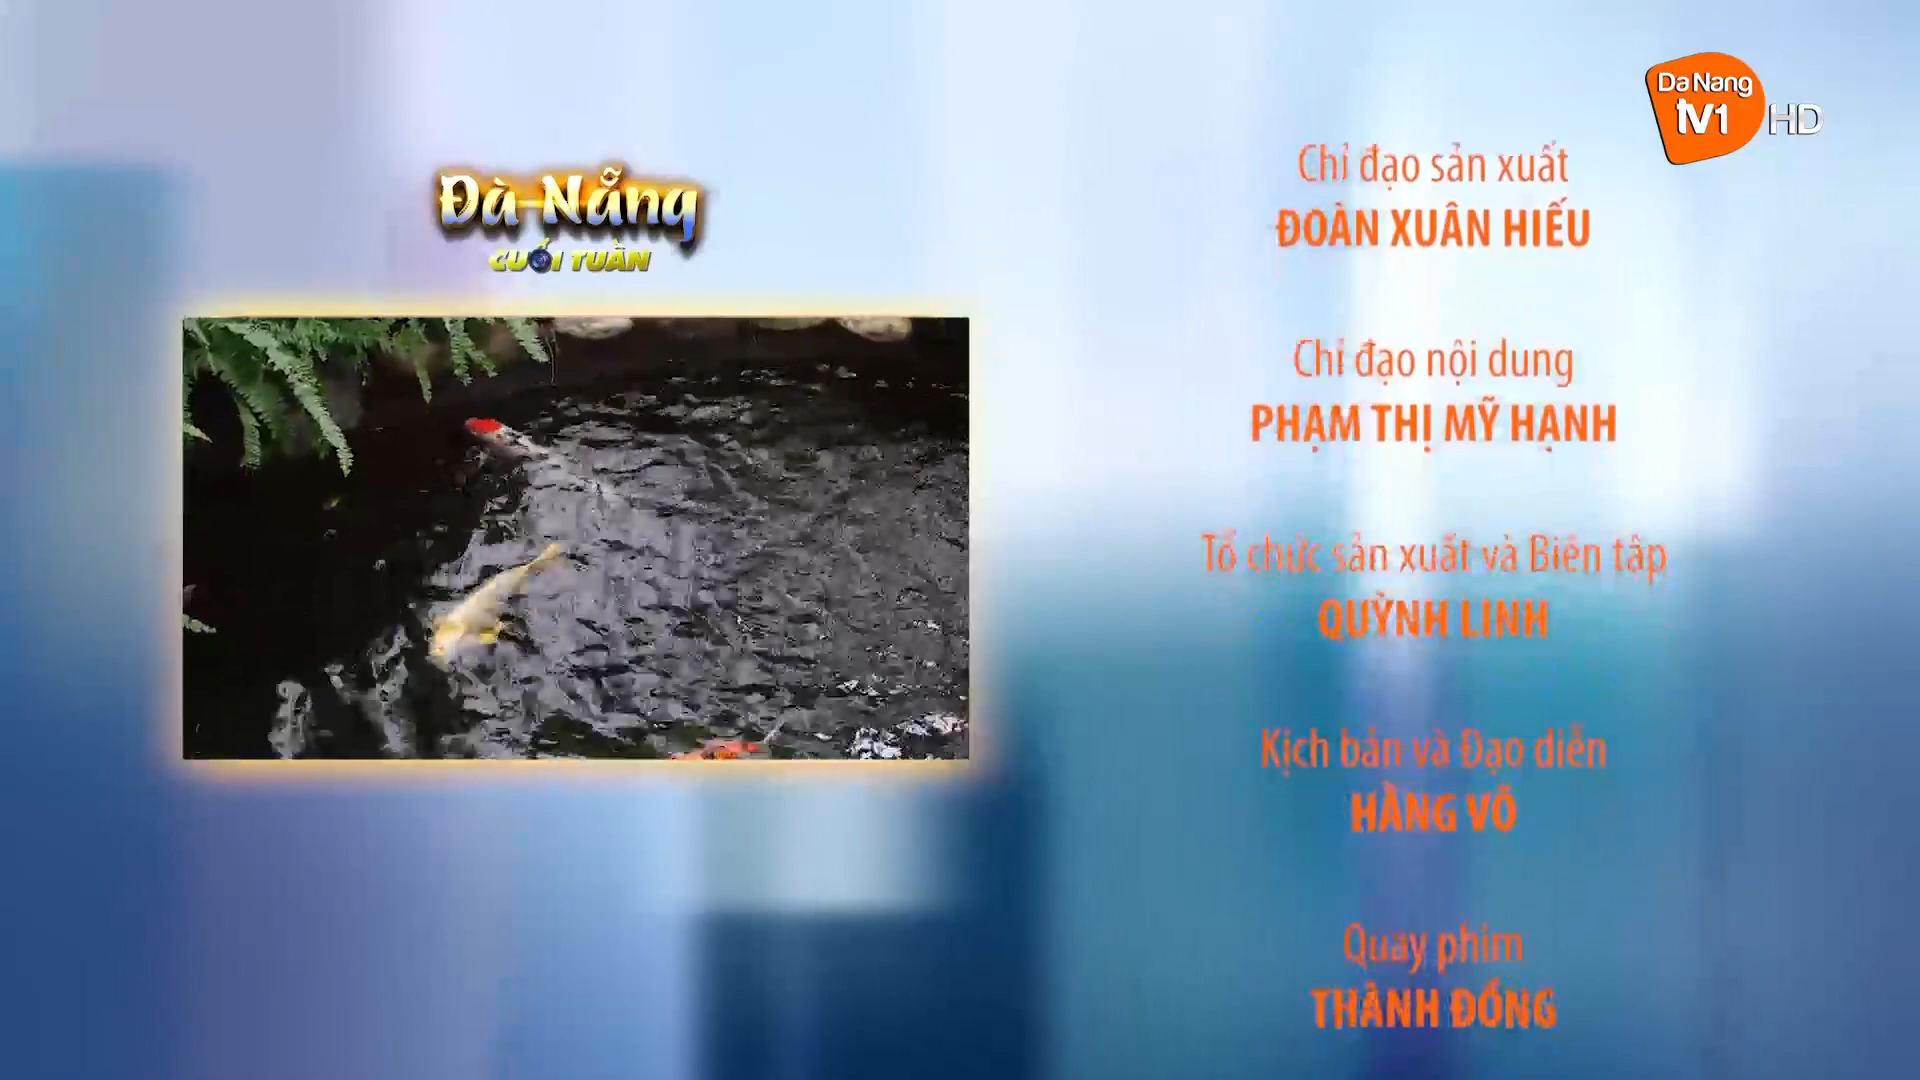 Da Nang
tv1 HD
Đà Nẵng
CUỐI TUẦN
Chỉ đạo sản xuất
ĐOÀN XUÂN HIẾU
Chỉ đạo nội dung
PHẠM THỊ MỸ HẠNH
Tổ chức sản xuất và Biên tập
QUỲNH LINH
Kịch bản và Đạo diễn
HẰNG VÕ
Quay phim
THÀNH ĐỒNG